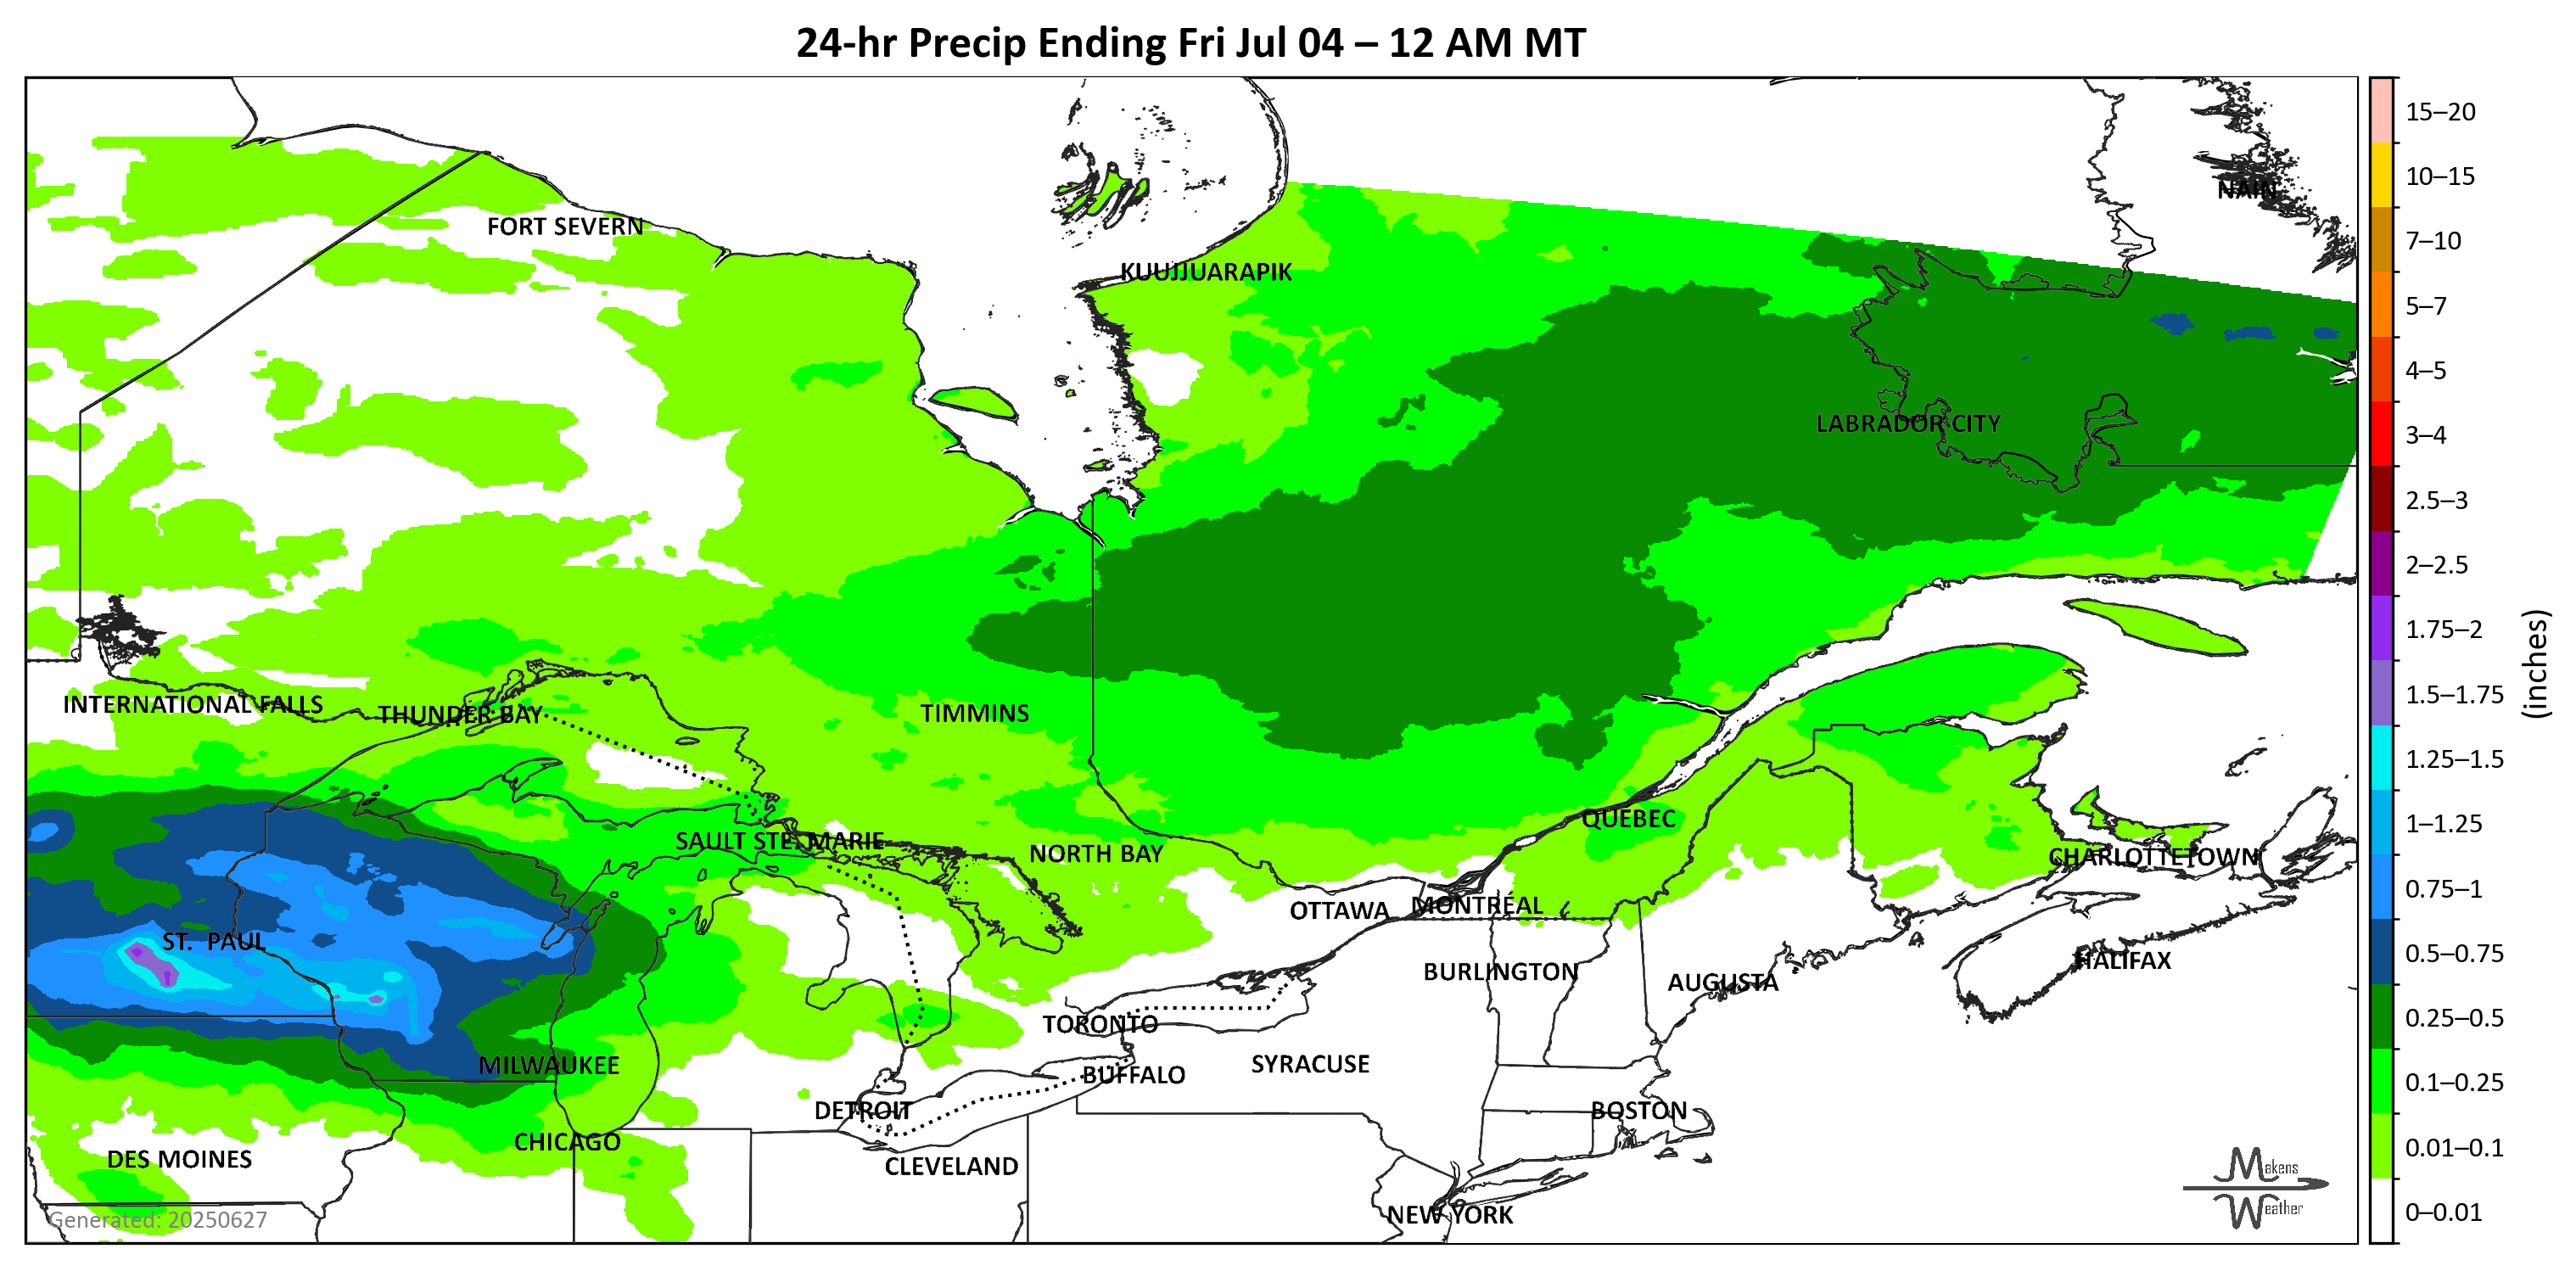 24-hr Precip Ending Fri Jul 04 – 12 AM MT
15–20
NAIN
10–15
FORT SEVERN
7–10
KUUJJUARAPIK
5–7
4–5
LABRADOR CITY
3–4
2.5–3
2–2.5
1.75–2
(inches)
1.5–1.75
INTERNATIONAL FALLS
THUNDER BAY
TIMMINS
1.25–1.5
QUEBEC
1–1.25
SAULT STE. MARIE
NORTH BAY
CHARLOTTETOWN
0.75–1
OTTAWA
MONTRÉAL
ST. PAUL
0.5–0.75
HALIFAX
BURLINGTON
AUGUSTA
TORONTO
0.25–0.5
MILWAUKEE
SYRACUSE
BUFFALO
0.1–0.25
DETROIT
BOSTON
CHICAGO
0.01–0.1
DES MOINES
CLEVELAND
Makens
Weather
Generated: 20250627
NEW YORK
0–0.01